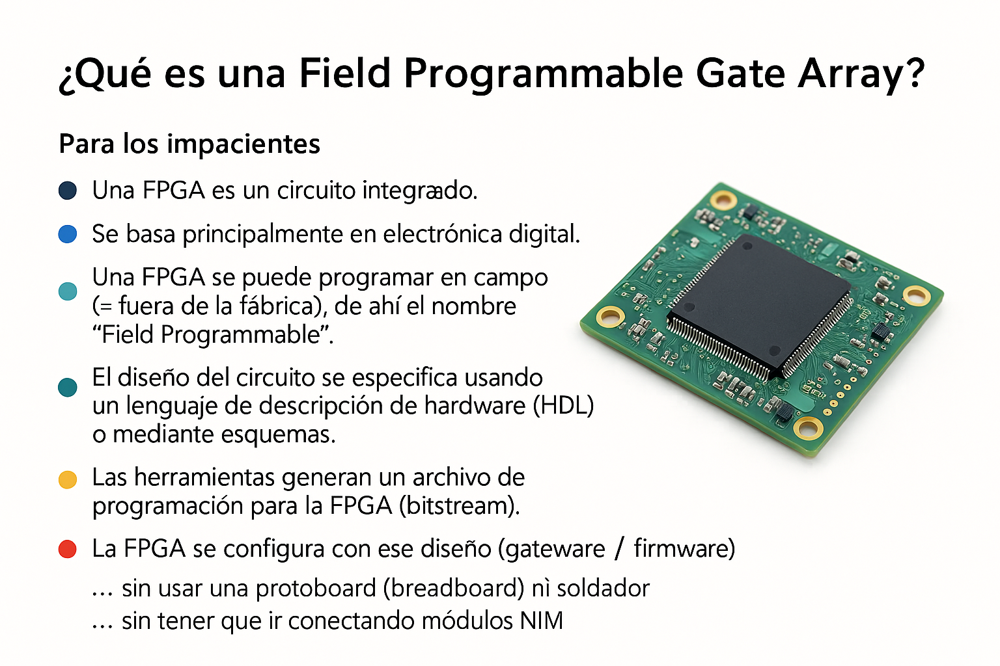 ¿Qué es una Field Programmable Gate Array?
Para los impacientes
Una FPGA es un circuito integrado.
Se basa principalmente en electrónica digital.
Una FPGA se puede programar en campo
(= fuera de la fábrica), de ahí el nombre
“Field Programmable”.
El diseño del circuito se especifica usando
un lenguaje de descripción de hardware (HDL)
o mediante esquemas.
Las herramientas generan un archivo de
programación para la FPGA (bitstream).
La FPGA se configura con ese diseño (gateware / firmware)
... sin usar una protoboard (breadboard) nì soldador
... sin tener que ir conectando módulos NIM